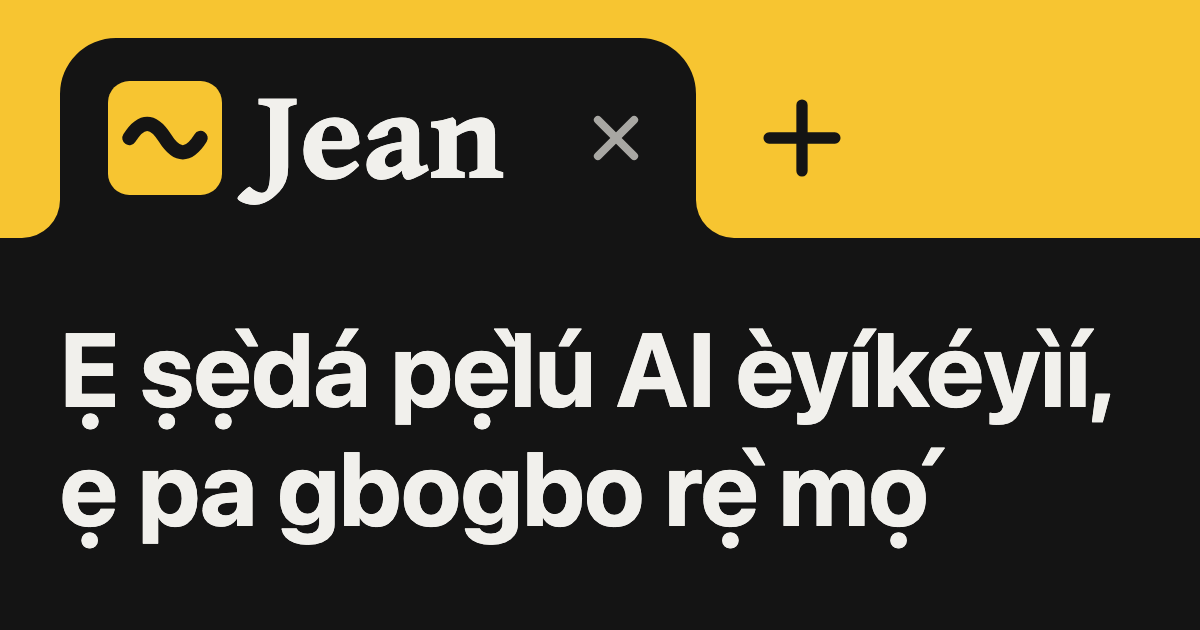 Jean
Ẹ ṣẹ̀dá pẹ̀lú AI èyíkéyìí,
ẹ pa gbogbo rẹ̀ mọ́